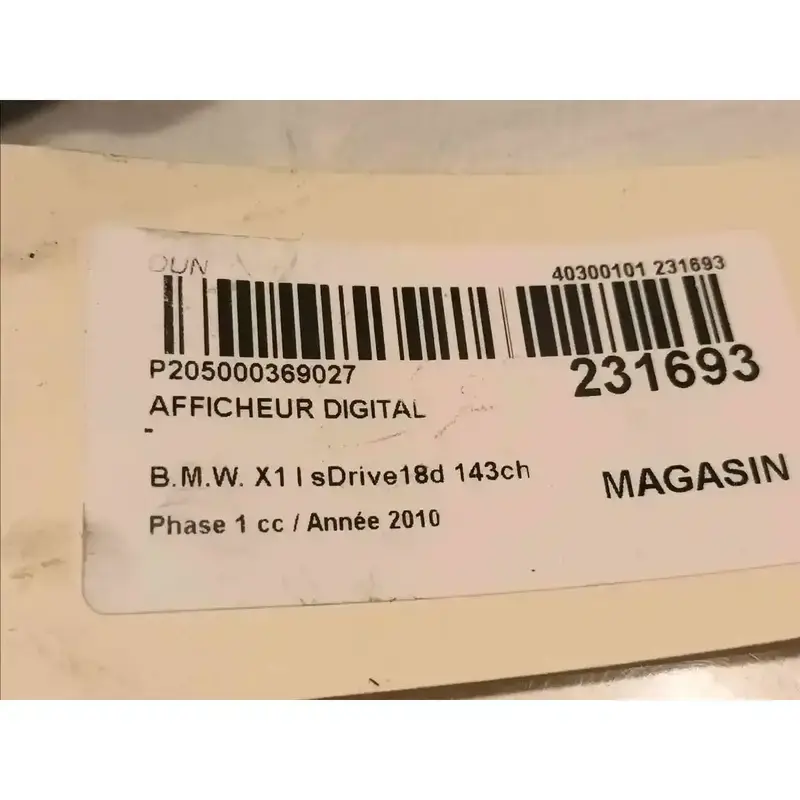 OUN
40300101 231693
P205000369027
231693
AFFICHEUR DIGITAL
-
B.M.W. X1 I sDrive18d 143ch
MAGASIN
Phase 1 cc / Année 2010